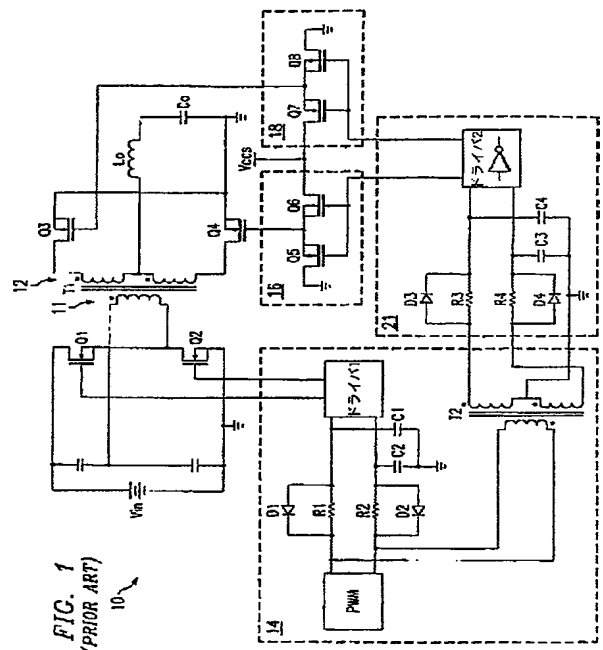 FIG. 1
(PRIOR ART)
10
Vin
Q1
Q2
11
12
T1
Q3
Q4
Lo
Co
16
Q5
Q6
Vccs
18
Q7
Q8
14
PWM
D1
R1
R2
D2
C2
C1
ドライバ1
T2
21
D3
R3
R4
D4
C3
C4
ドライバ2